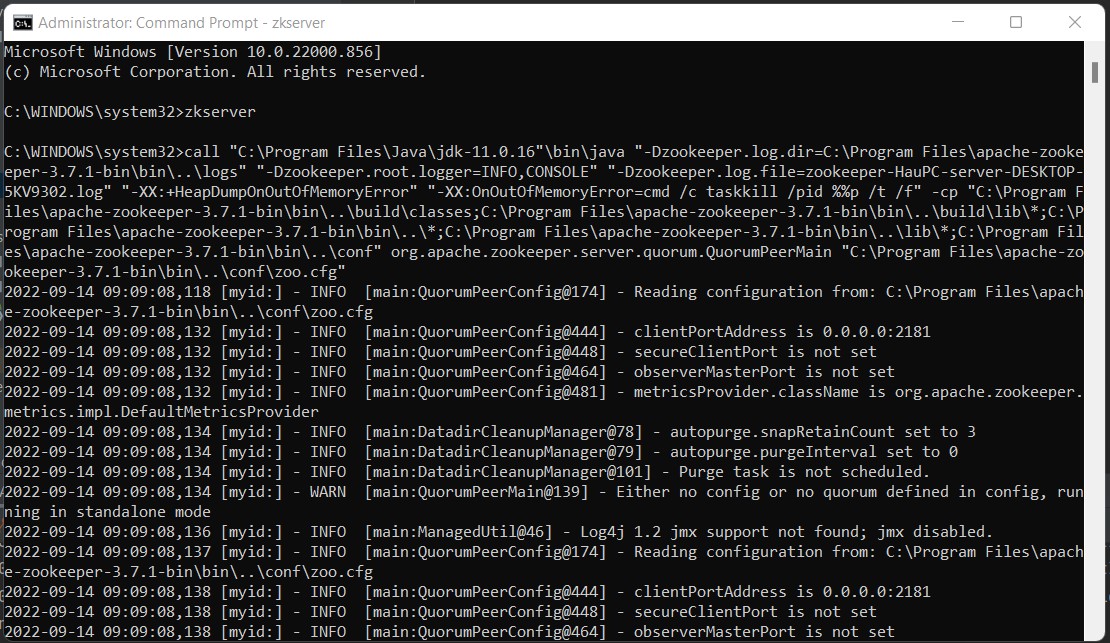 Administrator: Command Prompt - zkserver
Microsoft Windows [Version 10.0.22000.856]
(c) Microsoft Corporation. All rights reserved.
C:\WINDOWS\system32>zkserver
C:\WINDOWS\system32>call "C:\Program Files\Java\jdk-11.0.16"\bin\java "-Dzookeeper.log.dir=C:\Program Files\apache-zooke
eper-3.7.1-bin\bin\..\logs" "-Dzookeeper.root.logger=INFO,CONSOLE" "-Dzookeeper.log.file=zookeeper-HauPC-server-DESKTOP-
5KV9302.log" "-XX:+HeapDumpOnOutOfMemoryError" "-XX:OnOutOfMemoryError=cmd /c taskkill /pid %%p /t /f" -cp "C:\Program F
iles\apache-zookeeper-3.7.1-bin\bin\..\build\classes;C:\Program Files\apache-zookeeper-3.7.1-bin\bin\..\build\lib\*;C:\P
rogram Files\apache-zookeeper-3.7.1-bin\bin\..\*;C:\Program Files\apache-zookeeper-3.7.1-bin\bin\..\lib\*;C:\Program Fil
es\apache-zookeeper-3.7.1-bin\bin\..\conf" org.apache.zookeeper.server.quorum.QuorumPeerMain "C:\Program Files\apache-zo
okeeper-3.7.1-bin\bin\..\conf\zoo.cfg"
2022-09-14 09:09:08,118 [myid:] - INFO  [main:QuorumPeerConfig@174] - Reading configuration from: C:\Program Files\apach
e-zookeeper-3.7.1-bin\bin\..\conf\zoo.cfg
2022-09-14 09:09:08,132 [myid:] - INFO  [main:QuorumPeerConfig@444] - clientPortAddress is 0.0.0.0:2181
2022-09-14 09:09:08,132 [myid:] - INFO  [main:QuorumPeerConfig@448] - secureClientPort is not set
2022-09-14 09:09:08,132 [myid:] - INFO  [main:QuorumPeerConfig@464] - observerMasterPort is not set
2022-09-14 09:09:08,132 [myid:] - INFO  [main:QuorumPeerConfig@481] - metricsProvider.className is org.apache.zookeeper.
metrics.impl.DefaultMetricsProvider
2022-09-14 09:09:08,134 [myid:] - INFO  [main:DatadirCleanupManager@78] - autopurge.snapRetainCount set to 3
2022-09-14 09:09:08,134 [myid:] - INFO  [main:DatadirCleanupManager@79] - autopurge.purgeInterval set to 0
2022-09-14 09:09:08,134 [myid:] - INFO  [main:DatadirCleanupManager@101] - Purge task is not scheduled.
2022-09-14 09:09:08,134 [myid:] - WARN  [main:QuorumPeerMain@139] - Either no config or no quorum defined in config, run
ning in standalone mode
2022-09-14 09:09:08,136 [myid:] - INFO  [main:ManagedUtil@46] - Log4j 1.2 jmx support not found; jmx disabled.
2022-09-14 09:09:08,137 [myid:] - INFO  [main:QuorumPeerConfig@174] - Reading configuration from: C:\Program Files\apach
e-zookeeper-3.7.1-bin\bin\..\conf\zoo.cfg
2022-09-14 09:09:08,138 [myid:] - INFO  [main:QuorumPeerConfig@444] - clientPortAddress is 0.0.0.0:2181
2022-09-14 09:09:08,138 [myid:] - INFO  [main:QuorumPeerConfig@448] - secureClientPort is not set
2022-09-14 09:09:08,138 [myid:] - INFO  [main:QuorumPeerConfig@464] - observerMasterPort is not set